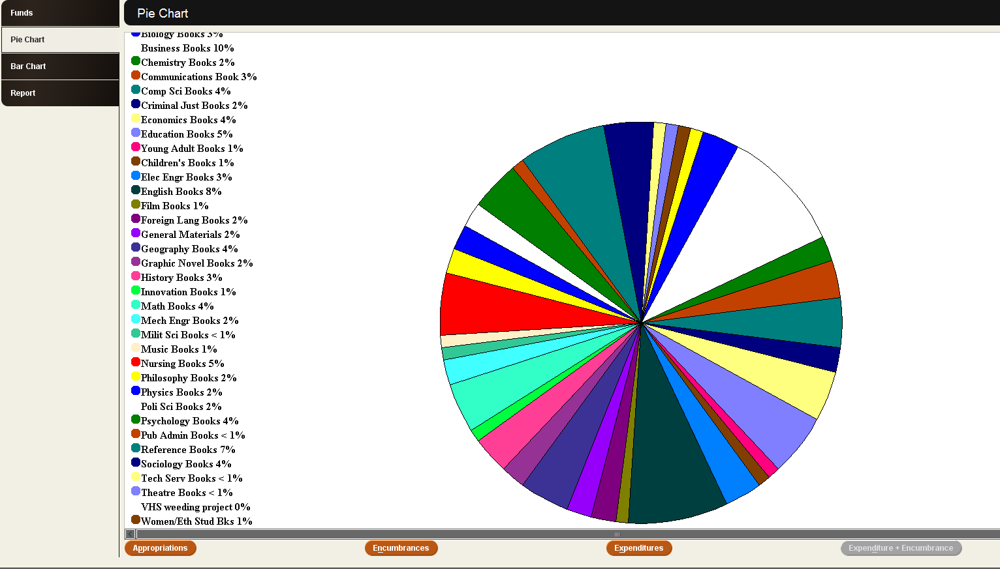 Funds
Pie Chart
Bar Chart
Report
Pie Chart
Biology Books 3%
Business Books 10%
Chemistry Books 2%
Communications Book 3%
Comp Sci Books 4%
Criminal Just Books 2%
Economics Books 4%
Education Books 5%
Young Adult Books 1%
Children's Books 1%
Elec Engr Books 3%
English Books 8%
Film Books 1%
Foreign Lang Books 2%
General Materials 2%
Geography Books 4%
Graphic Novel Books 2%
History Books 3%
Innovation Books 1%
Math Books 4%
Mech Engr Books 2%
Milit Sci Books < 1%
Music Books 1%
Nursing Books 5%
Philosophy Books 2%
Physics Books 2%
Poli Sci Books 2%
Psychology Books 4%
Pub Admin Books < 1%
Reference Books 7%
Sociology Books 4%
Tech Serv Books < 1%
Theatre Books < 1%
VHS weeding project 0%
Women/Eth Stud Bks 1%
Appropriations
Encumbrances
Expenditures
Expenditure + Encumbrance